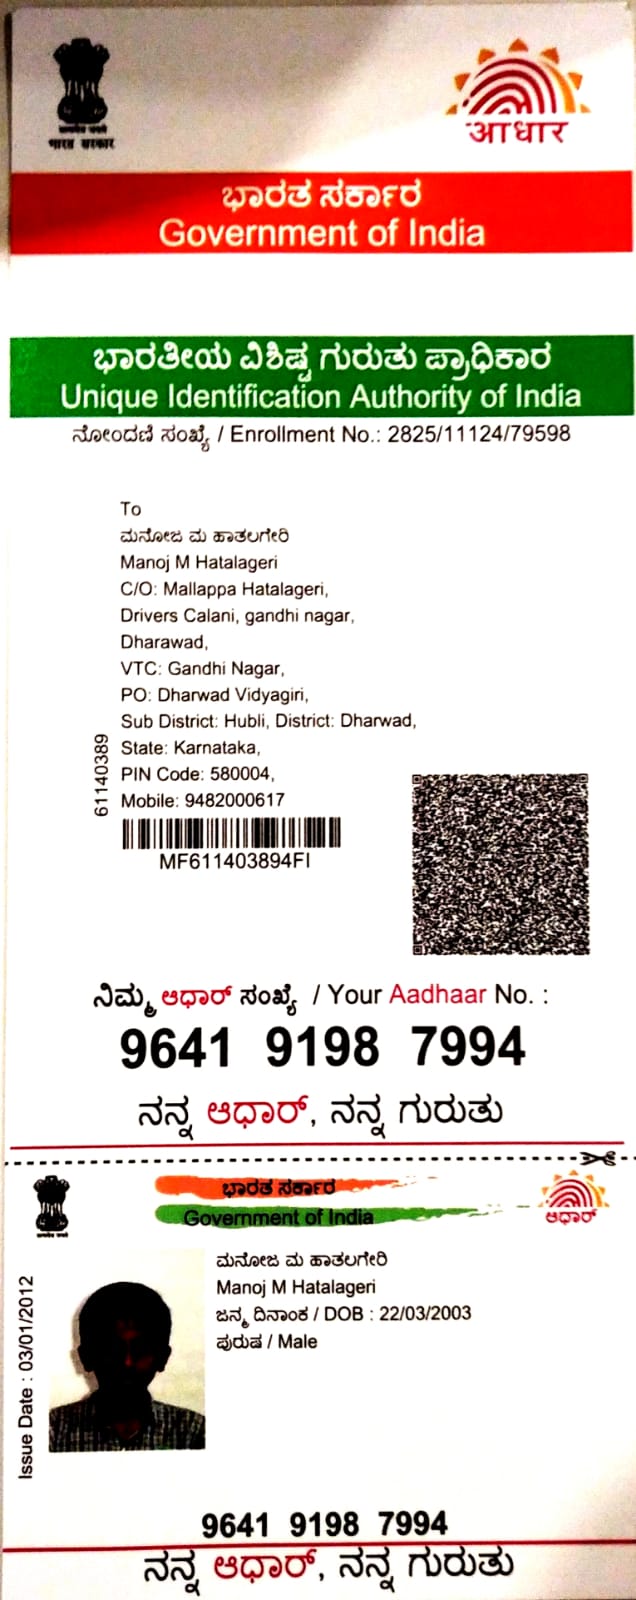 भारत सरकार
आधार
ಭಾರತ ಸರ್ಕಾರ
Government of India
ಭಾರತೀಯ ವಿಶಿಷ್ಟ ಗುರುತು ಪ್ರಾಧಿಕಾರ
Unique Identification Authority of India
ನೋಂದಣಿ ಸಂಖ್ಯೆ / Enrollment No.: 2825/11124/79598
To
ಮನೋಜ ಮ ಹಾತಲಗೇರಿ
Manoj M Hatalageri
C/O: Mallappa Hatalageri,
Drivers Calani, gandhi nagar,
Dharawad,
VTC: Gandhi Nagar,
PO: Dharwad Vidyagiri,
Sub District: Hubli, District: Dharwad,
State: Karnataka,
PIN Code: 580004,
Mobile: 9482000617
61140389
MF611403894FI
ನಿಮ್ಮ ಆಧಾರ್ ಸಂಖ್ಯೆ / Your Aadhaar No. :
9641 9198 7994
ನನ್ನ ಆಧಾರ್, ನನ್ನ ಗುರುತು
ಭಾರತ ಸರ್ಕಾರ
Government of India
ಆಧಾರ್
ಮನೋಜ ಮ ಹಾತಲಗೇರಿ
Manoj M Hatalageri
ಜನ್ಮ ದಿನಾಂಕ / DOB : 22/03/2003
ಪುರುಷ / Male
Issue Date : 03/01/2012
9641 9198 7994
ನನ್ನ ಆಧಾರ್, ನನ್ನ ಗುರುತು